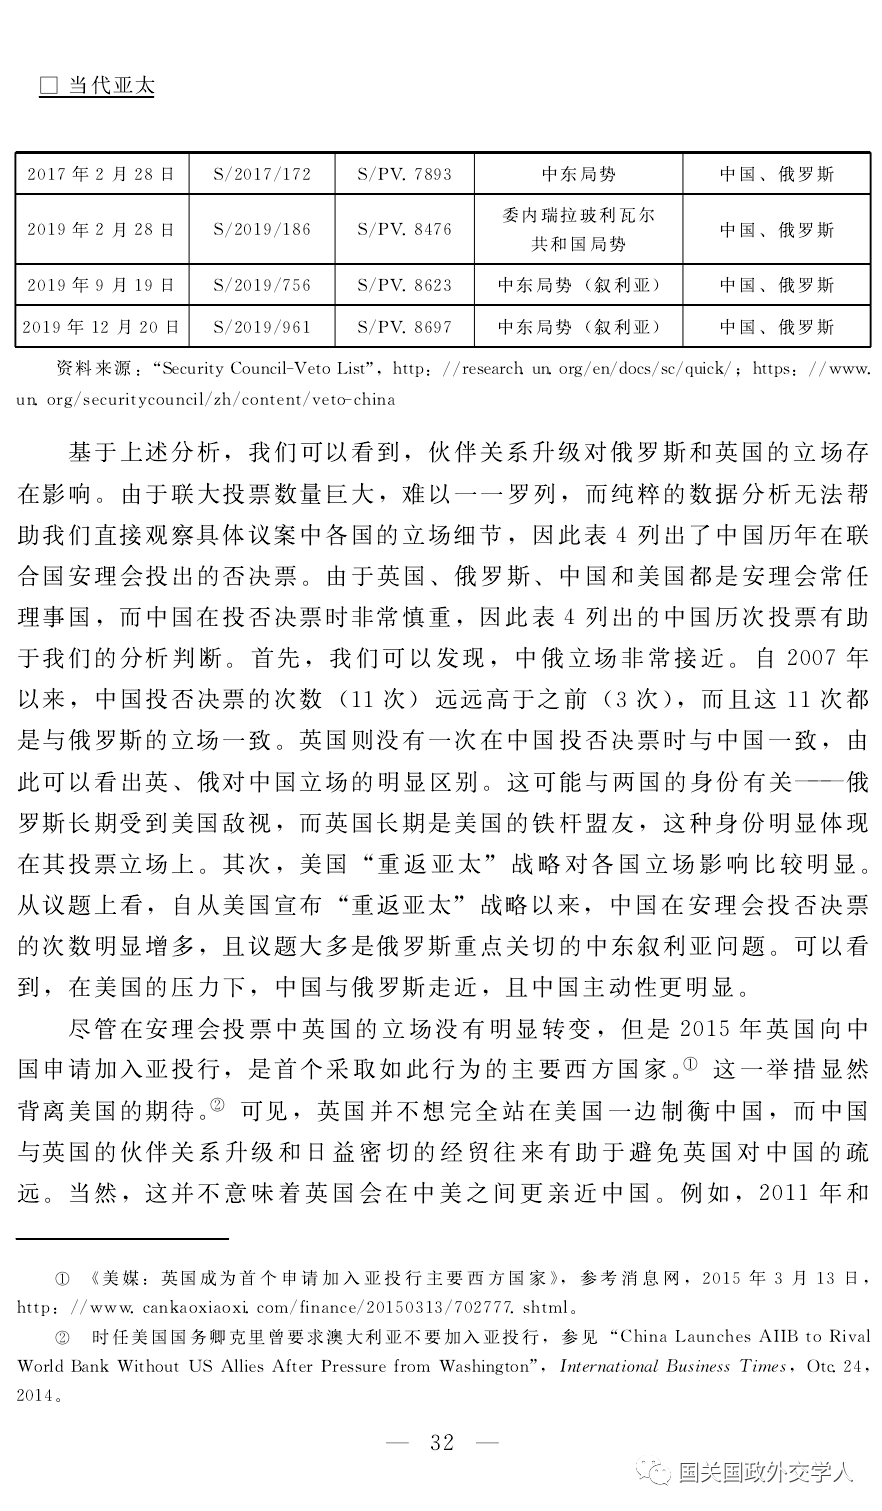 □ 当代亚太
2017 年 2 月 28 日 S/2017/172 S/PV. 7893 中东局势 中国、俄罗斯
2019 年 2 月 28 日 S/2019/186 S/PV. 8476 委内瑞拉玻利瓦尔 中国、俄罗斯
共和国局势
2019 年 9 月 19 日 S/2019/756 S/PV. 8623 中东局势（叙利亚） 中国、俄罗斯
2019 年 12 月 20 日 S/2019/961 S/PV. 8697 中东局势（叙利亚） 中国、俄罗斯
资料来源：“Security Council-Veto List”，http：//research. un. org/en/docs/sc/quick/；https：//www.
un. org/securitycouncil/zh/content/veto-china
基于上述分析，我们可以看到，伙伴关系升级对俄罗斯和英国的立场存
在影响。由于联大投票数量巨大，难以一一罗列，而纯粹的数据分析无法帮
助我们直接观察具体议案中各国的立场细节，因此表 4 列出了中国历年在联
合国安理会投出的否决票。由于英国、俄罗斯、中国和美国都是安理会常任
理事国，而中国在投否决票时非常慎重，因此表 4 列出的中国历次投票有助
于我们的分析判断。首先，我们可以发现，中俄立场非常接近。自 2007 年
以来，中国投否决票的次数（11 次）远远高于之前（3 次），而且这 11 次都
是与俄罗斯的立场一致。英国则没有一次在中国投否决票时与中国一致，由
此可以看出英、俄对中国立场的明显区别。这可能与两国的身份有关——俄
罗斯长期受到美国敌视，而英国长期是美国的铁杆盟友，这种身份明显体现
在其投票立场上。其次，美国“重返亚太”战略对各国立场影响比较明显。
从议题上看，自从美国宣布“重返亚太”战略以来，中国在安理会投否决票
的次数明显增多，且议题大多是俄罗斯重点关切的中东叙利亚问题。可以看
到，在美国的压力下，中国与俄罗斯走近，且中国主动性更明显。
尽管在安理会投票中英国的立场没有明显转变，但是 2015 年英国向中
国申请加入亚投行，是首个采取如此行为的主要西方国家。① 这一举措显然
背离美国的期待。② 可见，英国并不想完全站在美国一边制衡中国，而中国
与英国的伙伴关系升级和日益密切的经贸往来有助于避免英国对中国的疏
远。当然，这并不意味着英国会在中美之间更亲近中国。例如，2011 年和
① 《美媒：英国成为首个申请加入亚投行主要西方国家》，参考消息网，2015 年 3 月 13 日，
http：//www. cankaoxiaoxi. com/finance/20150313/702777. shtml。
② 时任美国国务卿克里曾要求澳大利亚不要加入亚投行，参见“China Launches AIIB to Rival
World Bank Without US Allies After Pressure from Washington”，International Business Times，Otc. 24，
2014。
— 32 —
国关国政外交学人